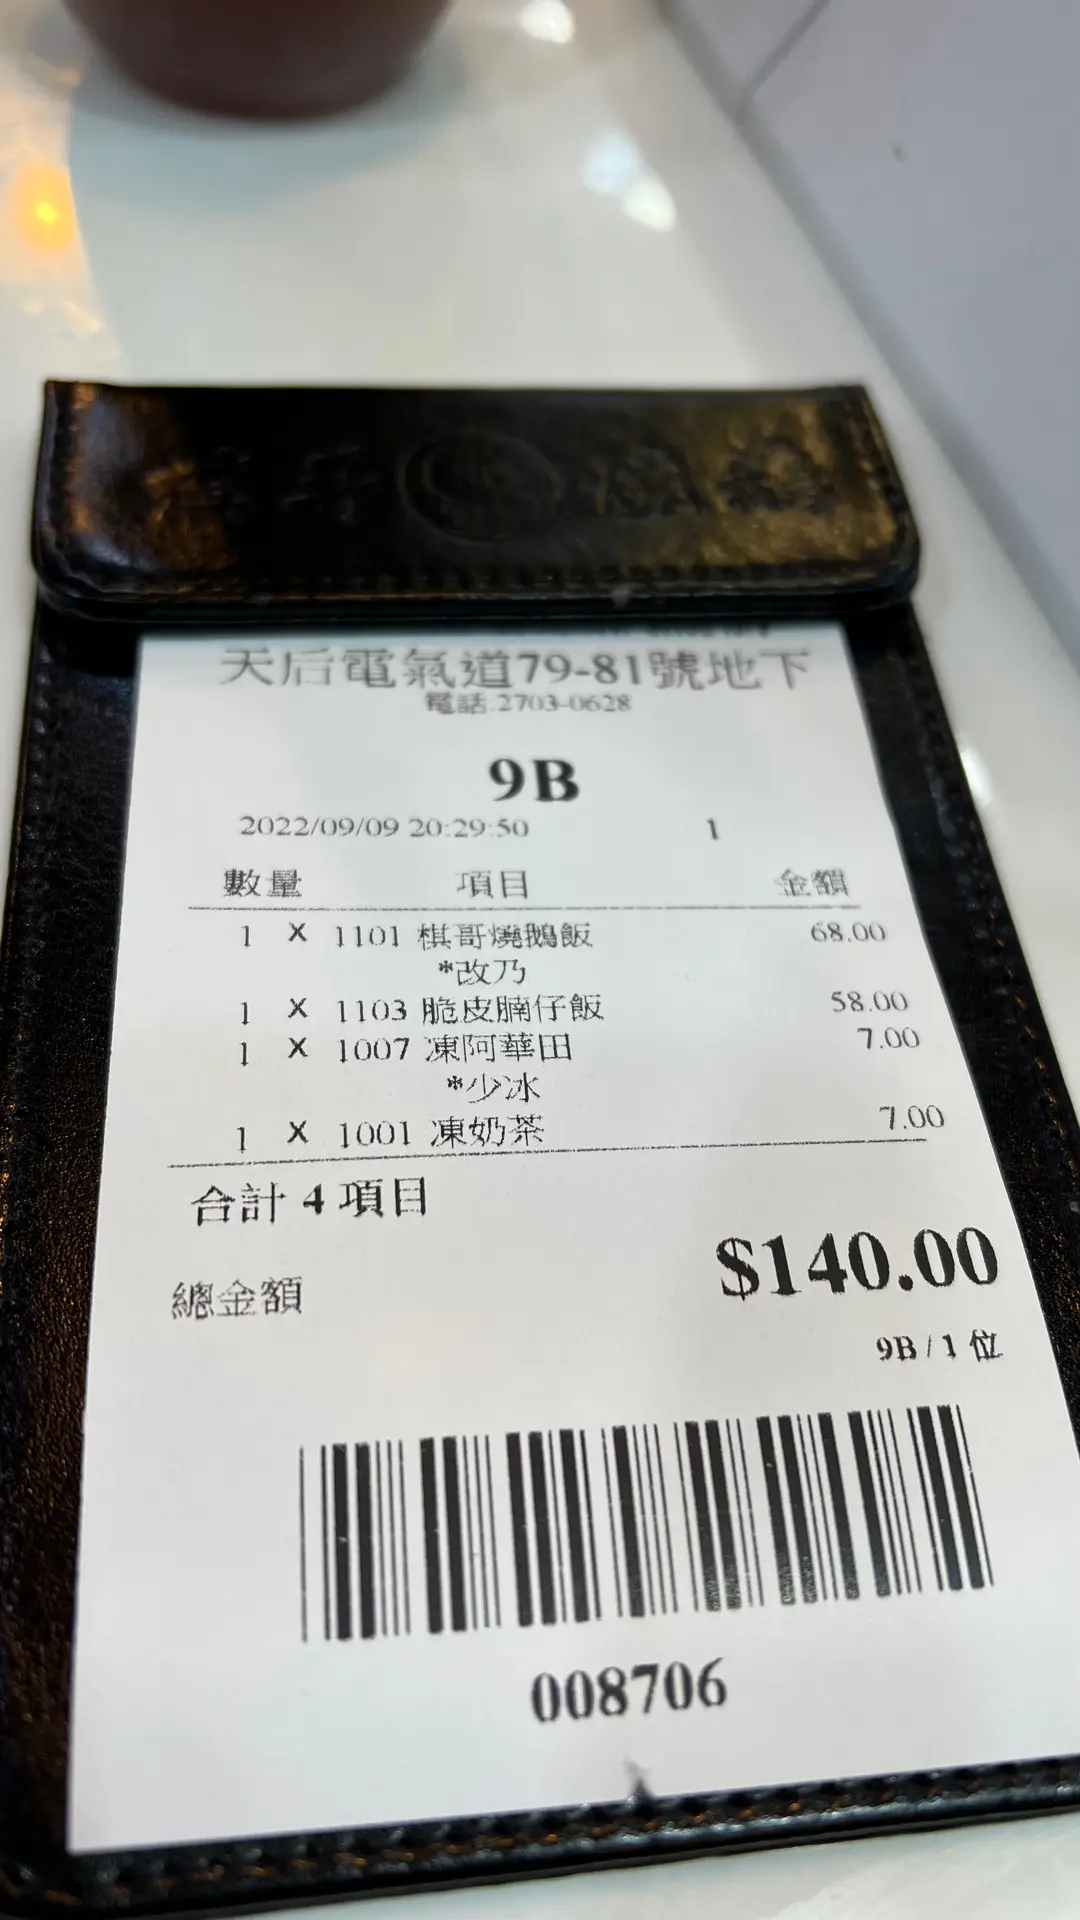 天后電氣道79-81號地下
電話:2703-0628
9B
2022/09/09 20:29:50 1
數量 項目 金額
1 X 1101 棋哥燒鵝飯 68.00
*改乃
1 X 1103 脆皮腩仔飯 58.00
1 X 1007 凍阿華田 7.00
*少冰
1 X 1001 凍奶茶 7.00
合計 4 項目
總金額 $140.00
9B / 1 位
008706